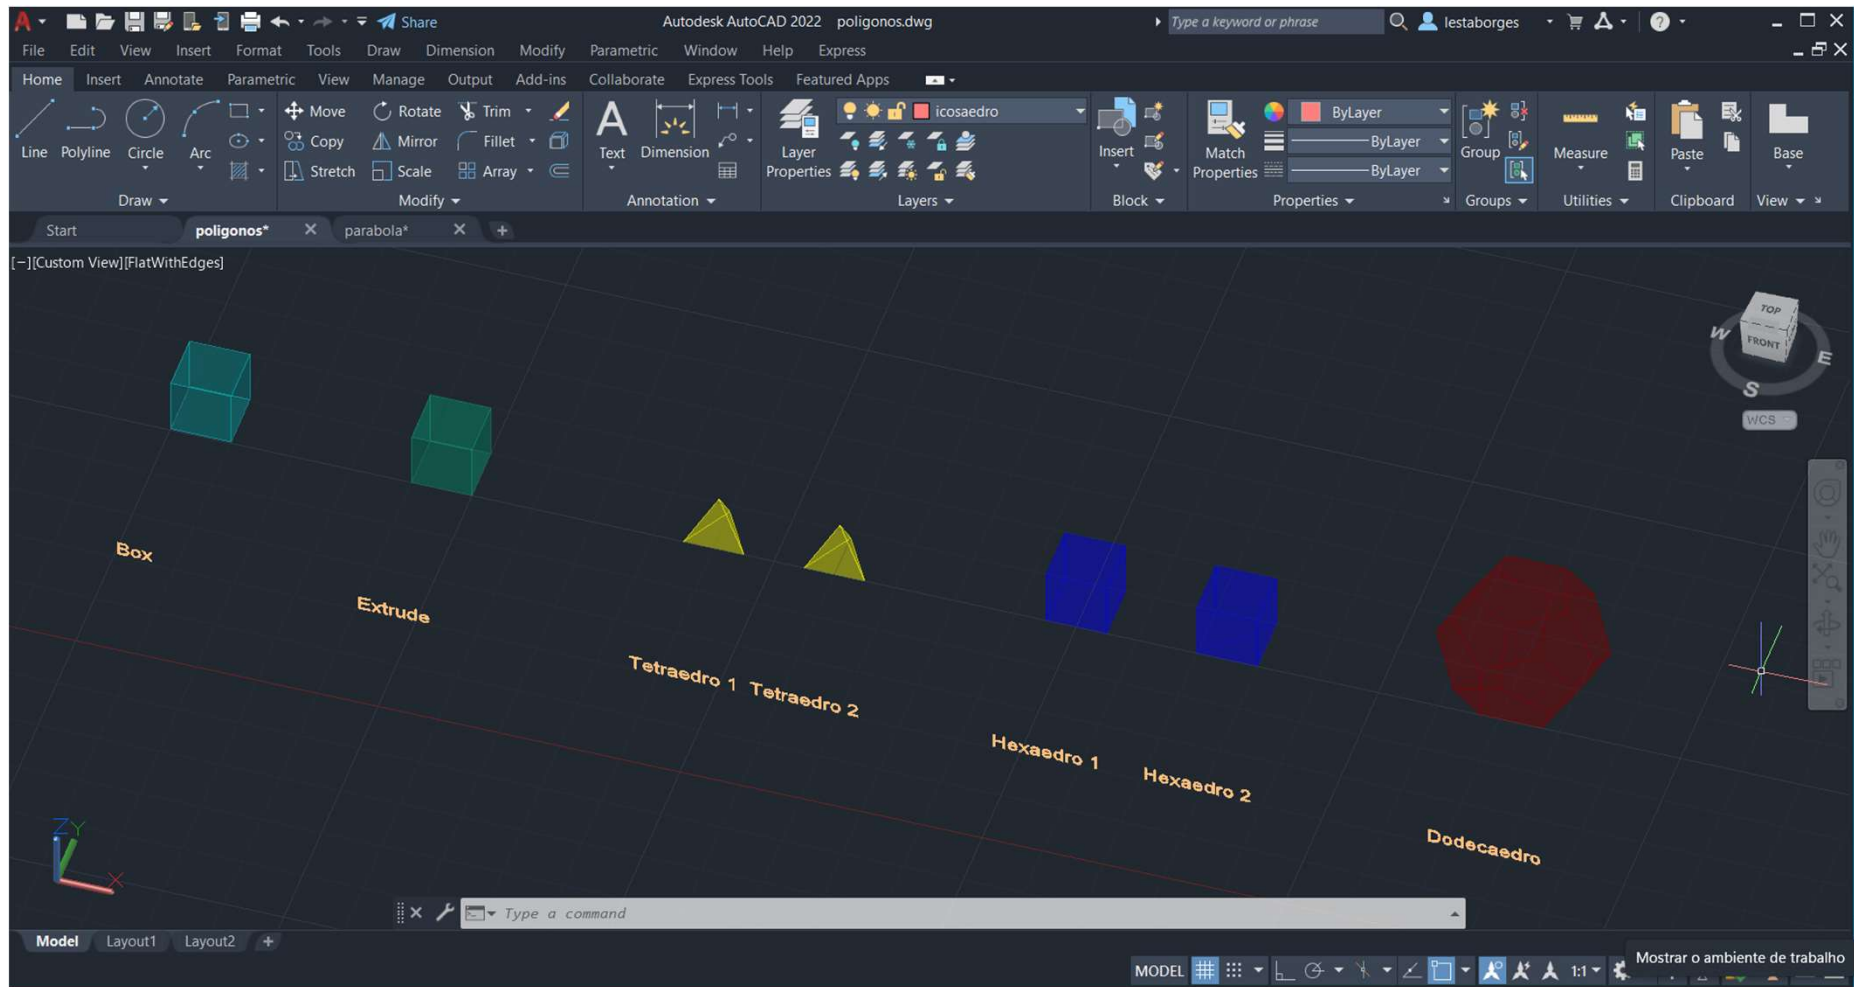 Share
Autodesk AutoCAD 2022 poligonos.dwg
Type a keyword or phrase
lestaborges
File Edit View Insert Format Tools Draw Dimension Modify Parametric Window Help Express
Home Insert Annotate Parametric View Manage Output Add-ins Collaborate Express Tools Featured Apps
Move Rotate Trim icosaedro ByLayer
Copy Mirror Fillet ByLayer
Line Polyline Circle Arc Text Dimension Layer Insert Match Group Measure Paste Base
Stretch Scale Array Properties Properties ByLayer
Draw Modify Annotation Layers Block Properties Groups Utilities Clipboard View
Start poligonos* parabola*
[−][Custom View][FlatWithEdges]
TOP
W FRONT E
S
WCS
Box
Extrude
Tetraedro 1 Tetraedro 2
Hexaedro 1
Hexaedro 2
Dodecaedro
Z Y
X
Type a command
Model Layout1 Layout2 +
Mostrar o ambiente de trabalho
MODEL 1:1